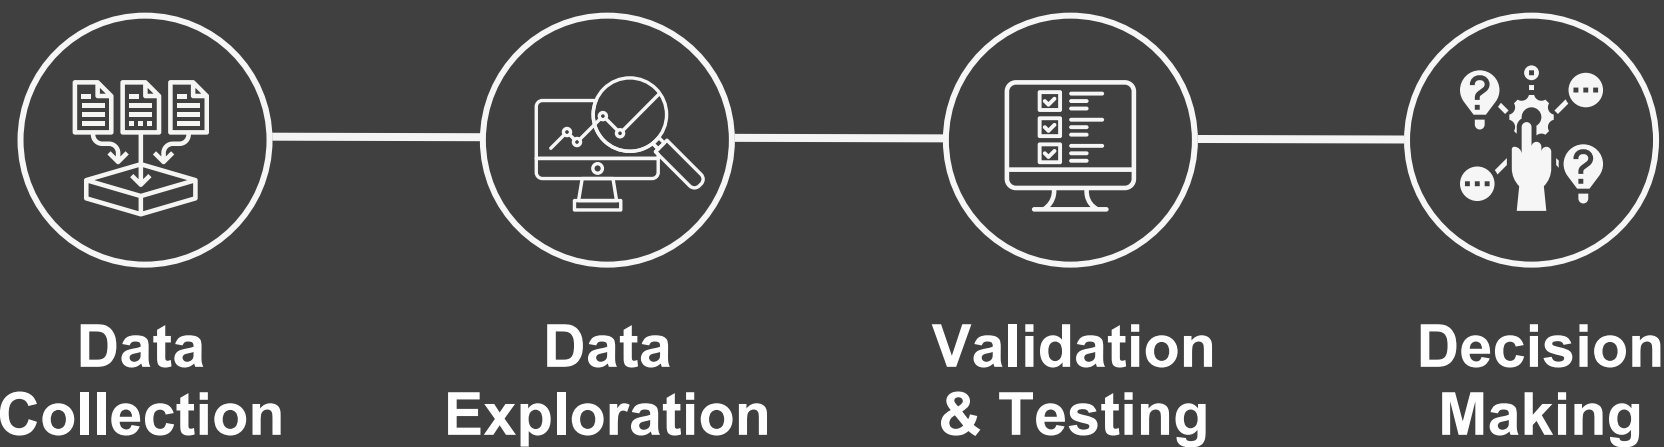 Data
Collection
Data
Exploration
Validation
& Testing
Decision
Making